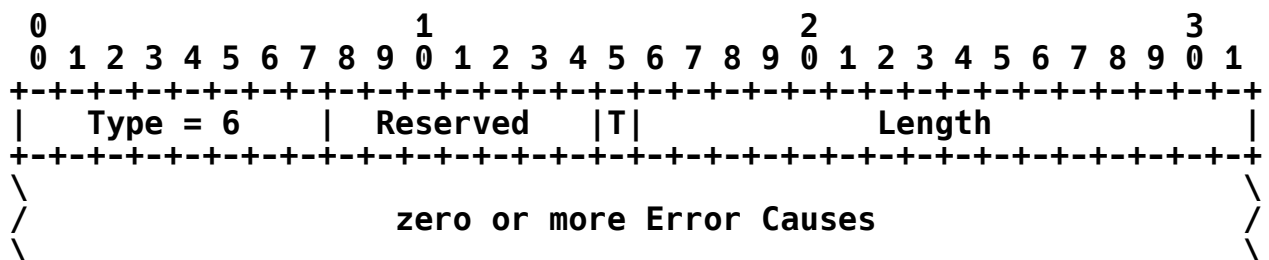 0                   1                   2                   3
 0 1 2 3 4 5 6 7 8 9 0 1 2 3 4 5 6 7 8 9 0 1 2 3 4 5 6 7 8 9 0 1
+-+-+-+-+-+-+-+-+-+-+-+-+-+-+-+-+-+-+-+-+-+-+-+-+-+-+-+-+-+-+-+-+
|   Type = 6    |  Reserved   |T|            Length             |
+-+-+-+-+-+-+-+-+-+-+-+-+-+-+-+-+-+-+-+-+-+-+-+-+-+-+-+-+-+-+-+-+
\                                                               \
/                   zero or more Error Causes                   /
\                                                               \